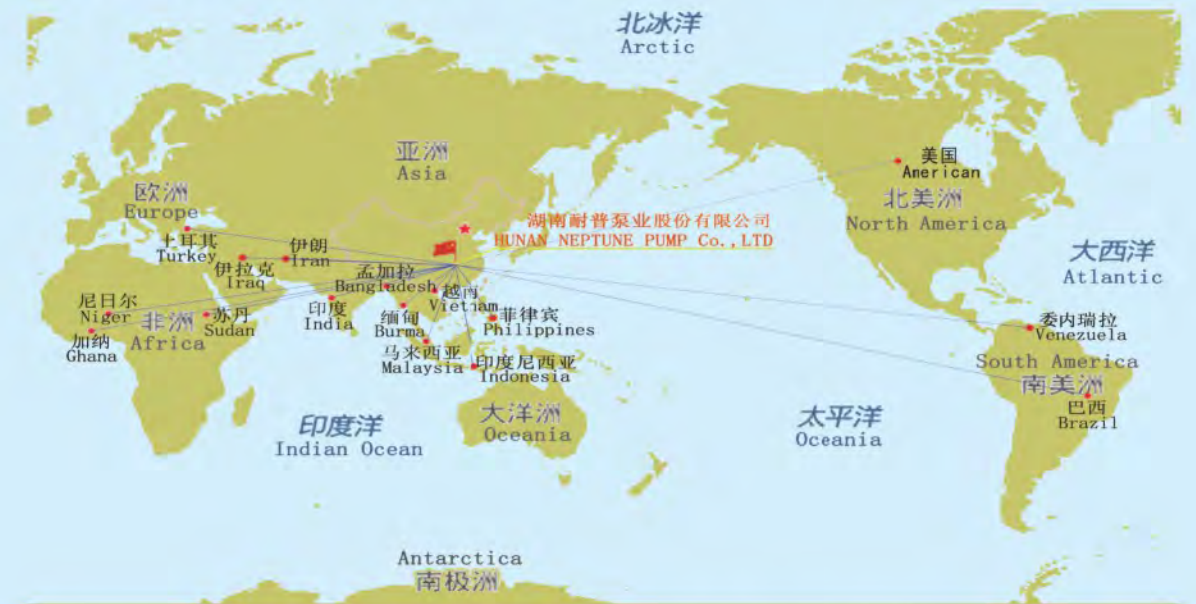 北冰洋
Arctic
亚洲
Asia
欧洲
Europe
美国
American
北美洲
North America
湖南耐普泵业股份有限公司
HUNAN NEPTUNE PUMP Co.,LTD
大西洋
Atlantic
土耳其
Turkey
伊拉克
Iraq
伊朗
Iran
孟加拉
Bangladesh
越南
Vietnam
印度
India
缅甸
Burma
菲律宾
Philippines
尼日尔
Niger
非洲
Africa
苏丹
Sudan
加纳
Ghana
马来西亚
Malaysia
印度尼西亚
Indonesia
委内瑞拉
Venezuela
South America
南美洲
巴西
Brazil
印度洋
Indian Ocean
大洋洲
Oceania
太平洋
Oceania
Antarctica
南极洲